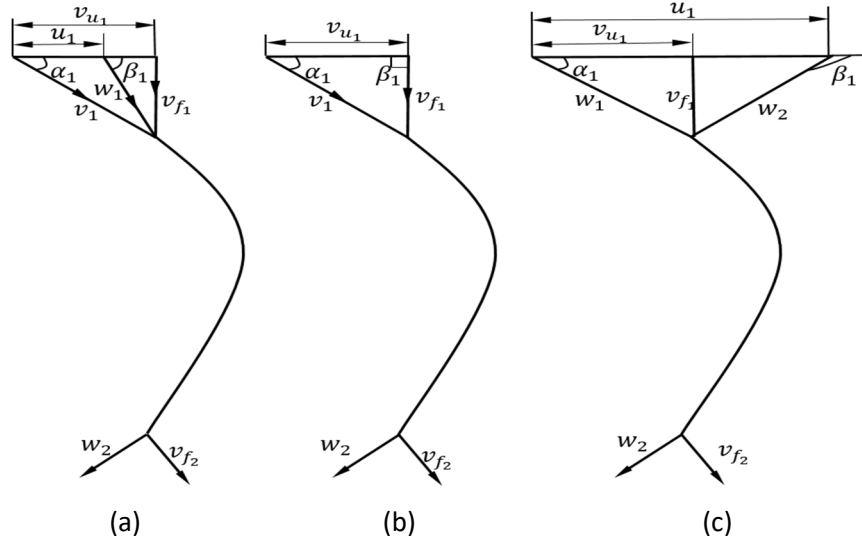 v_{u_1} v_{u_1} u_1
u_1 v_{u_1}
α_1 β_1 α_1 β_1 α_1 β_1
w_1 v_{f_1} v_{f_1} w_1 v_{f_1} w_2
v_1 v_1
w_2 v_{f_2} w_2 v_{f_2} w_2 v_{f_2}
(a) (b) (c)